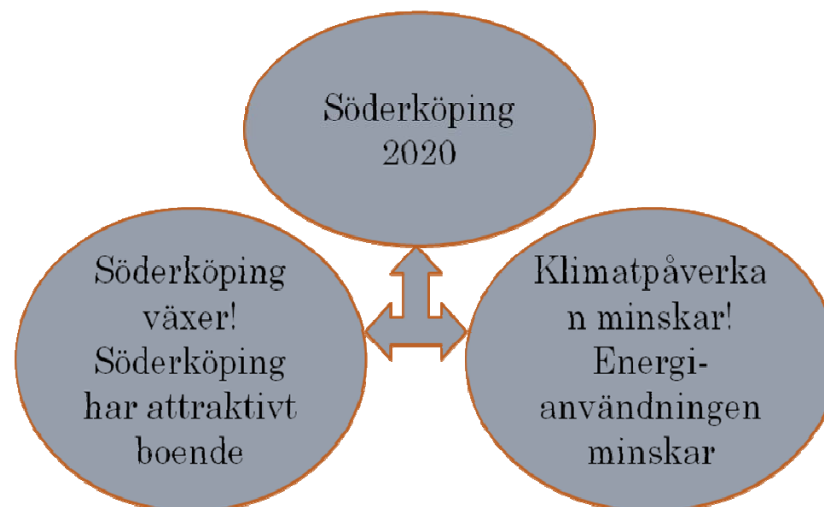 Söderköping
2020
Söderköping
växer!
Söderköping
har attraktivt
boende
Klimatpåverka
n minskar!
Energi-
användningen
minskar